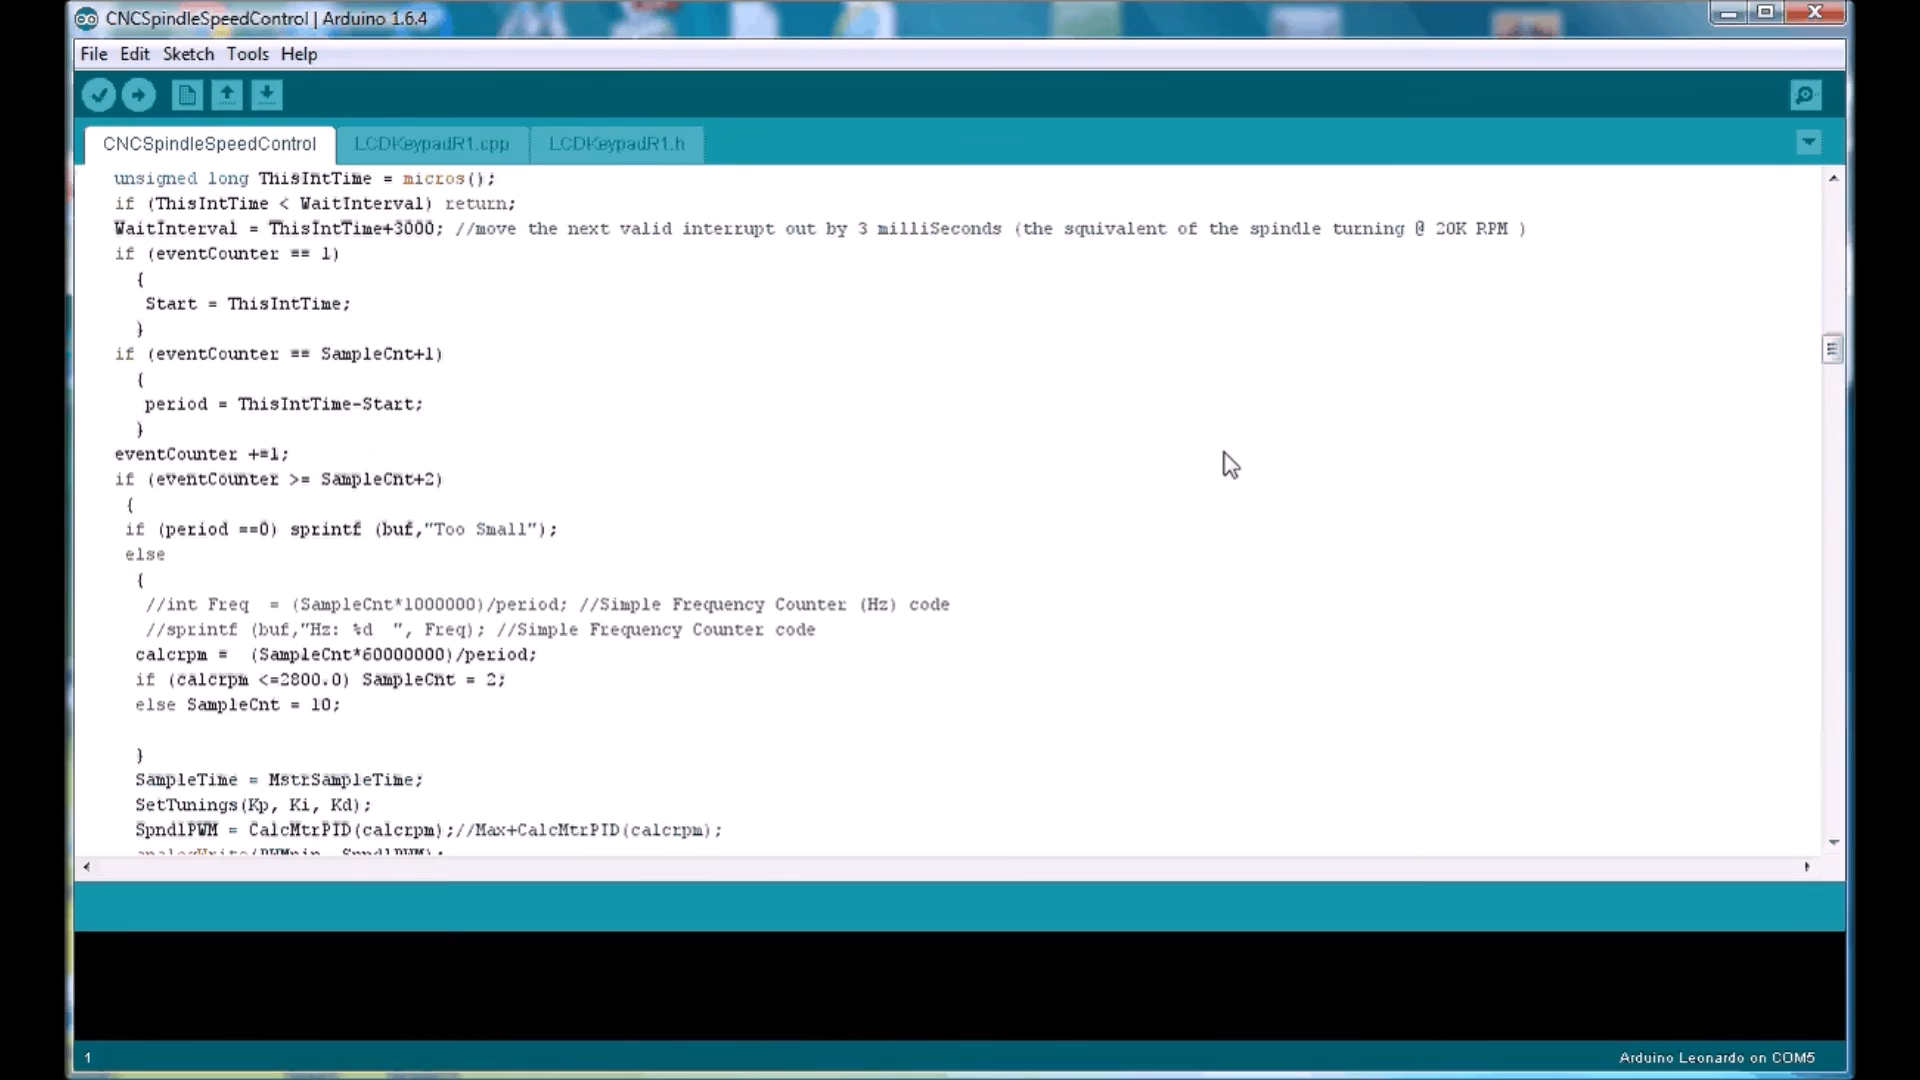 CNCSpindleSpeedControl | Arduino 1.6.4
File Edit Sketch Tools Help
CNCSpindleSpeedControl LCDKeypadR1.cpp LCDKeypadR1.h
unsigned long ThisIntTime = micros();
if (ThisIntTime < WaitInterval) return;
WaitInterval = ThisIntTime+3000; //move the next valid interrupt out by 3 milliSeconds (the squivalent of the spindle turning @ 20K RPM )
if (eventCounter == 1)
{
Start = ThisIntTime;
}
if (eventCounter == SampleCnt+1)
{
period = ThisIntTime-Start;
}
eventCounter +=1;
if (eventCounter >= SampleCnt+2)
{
if (period ==0) sprintf (buf,"Too Small");
else
{
//int Freq  = (SampleCnt*1000000)/period; //Simple Frequency Counter (Hz) code
//sprintf (buf,"Hz: %d  ", Freq); //Simple Frequency Counter code
calcrpm =  (SampleCnt*60000000)/period;
if (calcrpm <=2800.0) SampleCnt = 2;
else SampleCnt = 10;
}
SampleTime = MstrSampleTime;
SetTunings(Kp, Ki, Kd);
SpndlPWM = CalcMtrPID(calcrpm);//Max+CalcMtrPID(calcrpm);
analogWrite(PWMpin, SpndlPWM);
1
Arduino Leonardo on COM5